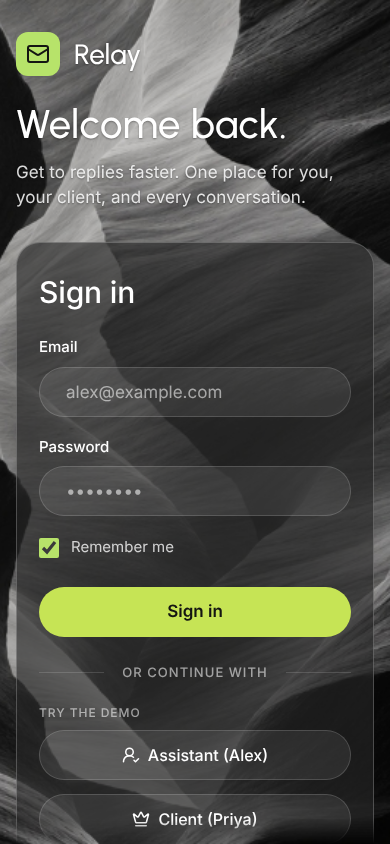 Relay
Welcome back.
Get to replies faster. One place for you,
your client, and every conversation.
Sign in
Email
alex@example.com
Password
••••••••
Remember me
Sign in
OR CONTINUE WITH
TRY THE DEMO
Assistant (Alex)
Client (Priya)